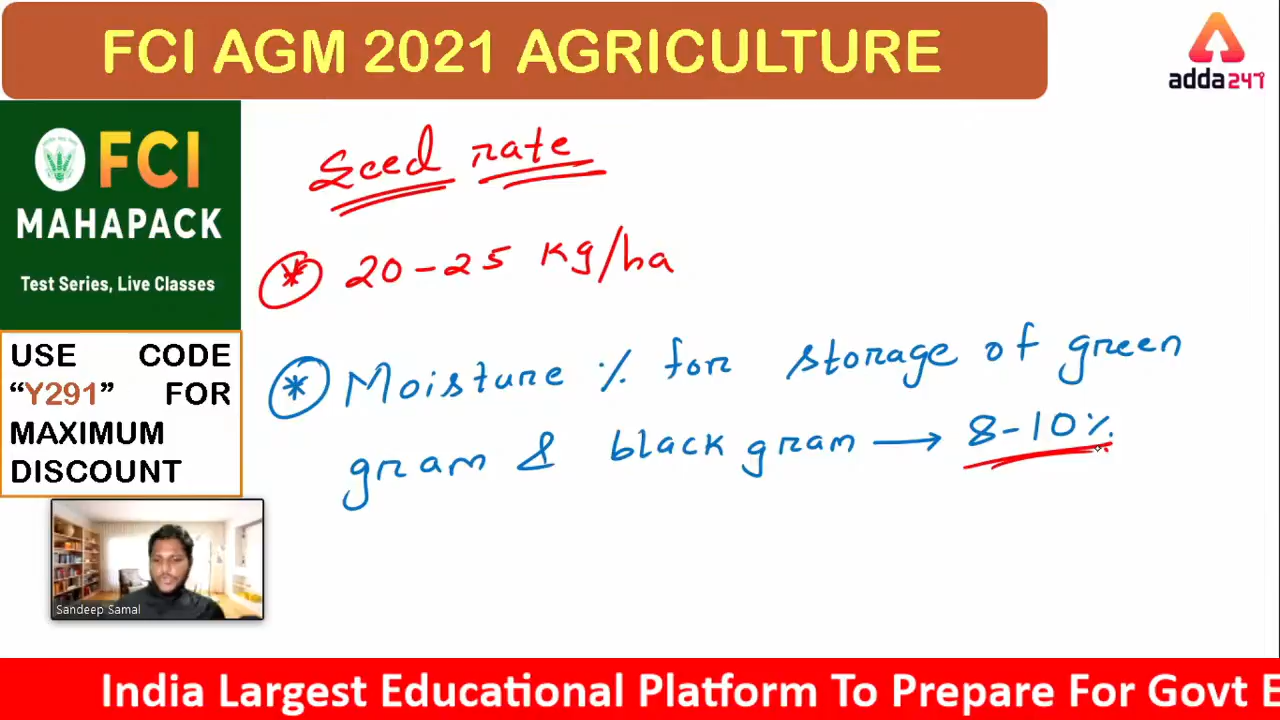 FCI AGM 2021 AGRICULTURE
adda247
FCI
MAHAPACK
Test Series, Live Classes
USE CODE
“Y291” FOR
MAXIMUM
DISCOUNT
Sandeep Samal
Seed rate
* 20-25 kg/ha
* Moisture % for storage of green
gram & black gram → 8-10%
India Largest Educational Platform To Prepare For Govt E